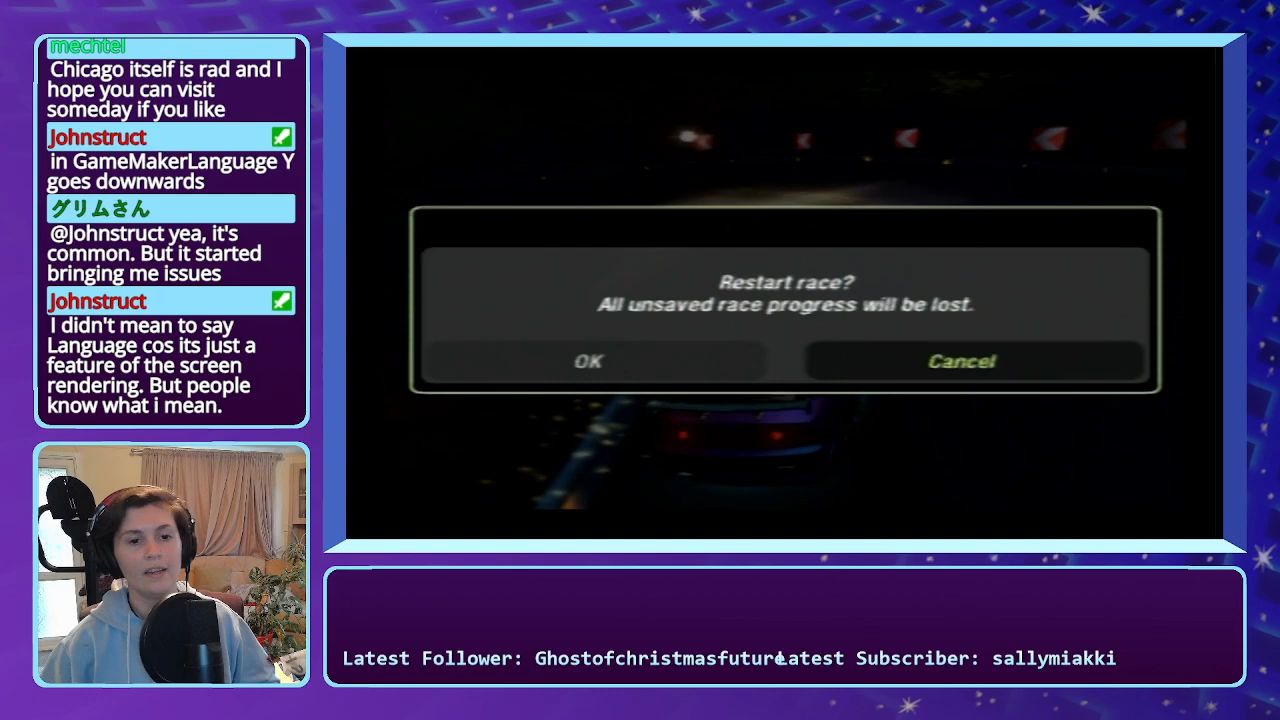 mechtel
Chicago itself is rad and I
hope you can visit
someday if you like
Johnstruct
in GameMakerLanguage Y
goes downwards
グリムさん
@Johnstruct yea, it's
common. But it started
bringing me issues
Johnstruct
I didn't mean to say
Language cos its just a
feature of the screen
rendering. But people
know what i mean.
Restart race?
All unsaved race progress will be lost.
OK
Cancel
Latest Follower: Ghostofchristmasfuture
Latest Subscriber: sallymiakki